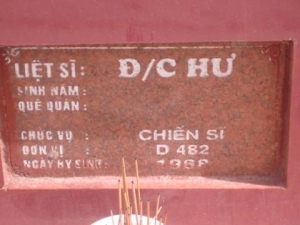 LIỆT SĨ: Đ/C HƯ
SINH NĂM:
QUÊ QUÁN:
CHỨC VỤ: CHIẾN SĨ
ĐƠN VỊ: D 482
NGÀY HY SINH: 1968